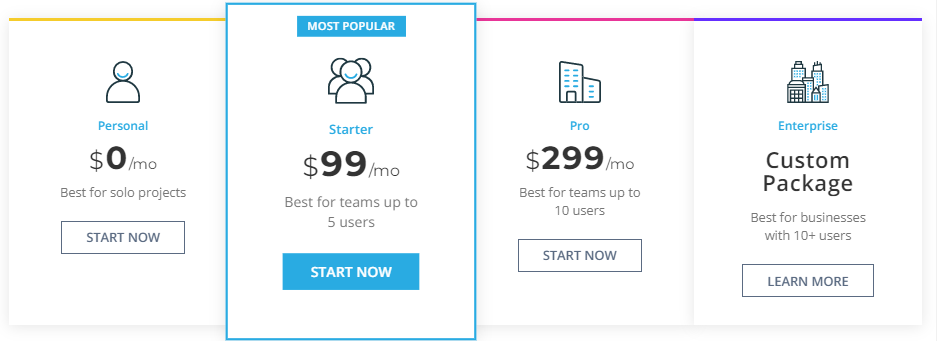 Personal
$0/mo
Best for solo projects
START NOW
MOST POPULAR
Starter
$99/mo
Best for teams up to
5 users
START NOW
Pro
$299/mo
Best for teams up to
10 users
START NOW
Enterprise
Custom
Package
Best for businesses
with 10+ users
LEARN MORE